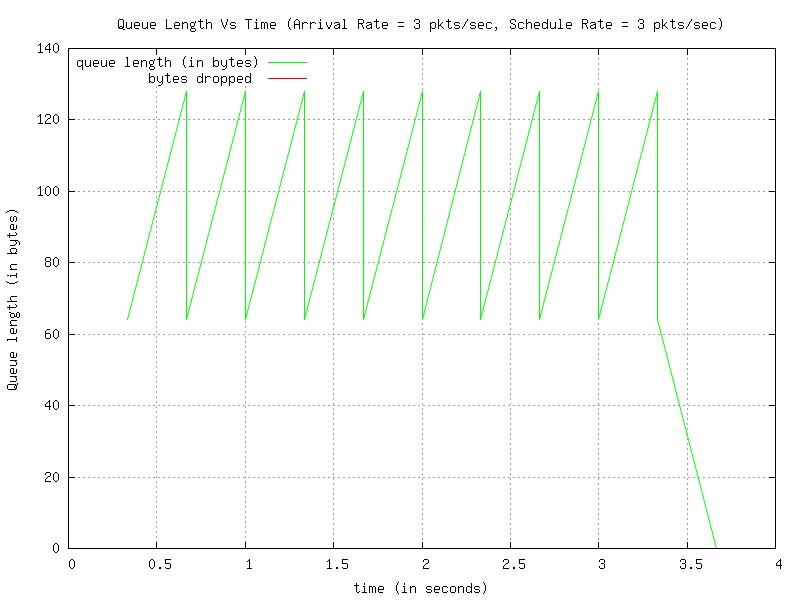 Queue Length Vs Time (Arrival Rate = 3 pkts/sec, Schedule Rate = 3 pkts/sec)
queue length (in bytes)
bytes dropped
140
120
100
80
60
40
20
0
Queue length (in bytes)
0 0.5 1 1.5 2 2.5 3 3.5 4
time (in seconds)